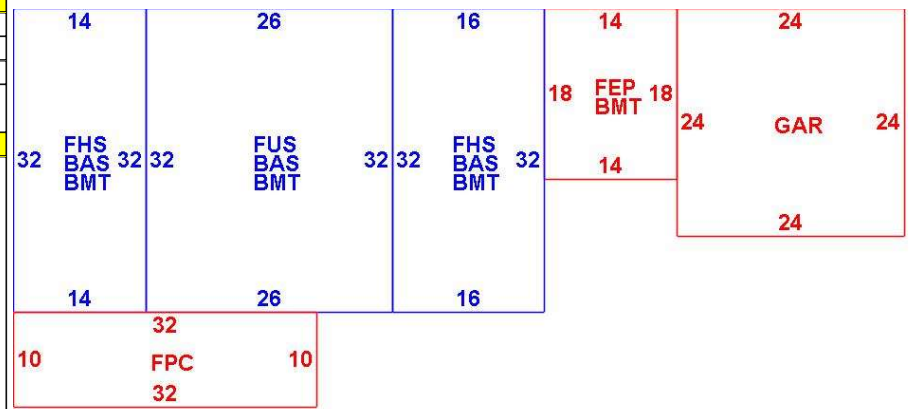 14 26 16 14 24
18 FEP 18
BMT
24 GAR 24
32 FHS 32 32 FUS 32 32 FHS 32
BAS BAS BAS
BMT BMT BMT
14
24
14 26 16
32
10 FPC 10
32